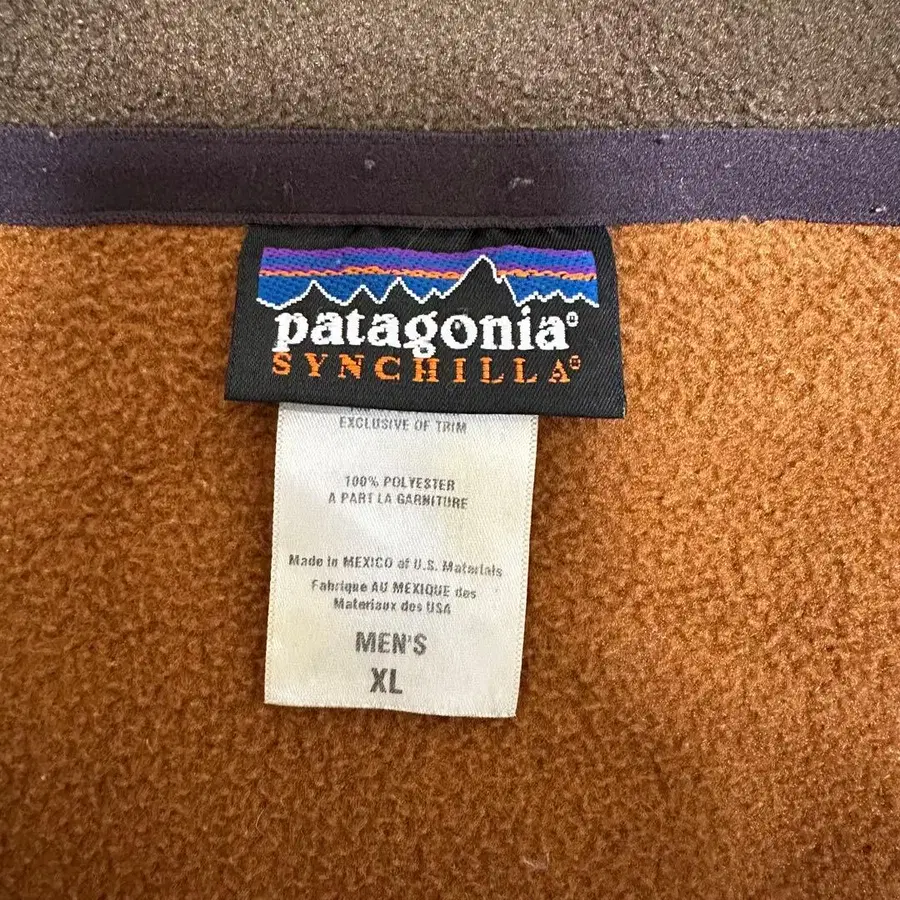 patagonia®
SYNCHILLA®
EXCLUSIVE OF TRIM
100% POLYESTER
A PART LA GARNITURE
Made in MEXICO of U.S. Materials
Fabrique AU MEXIQUE des
Materiaux des USA
MEN'S
XL